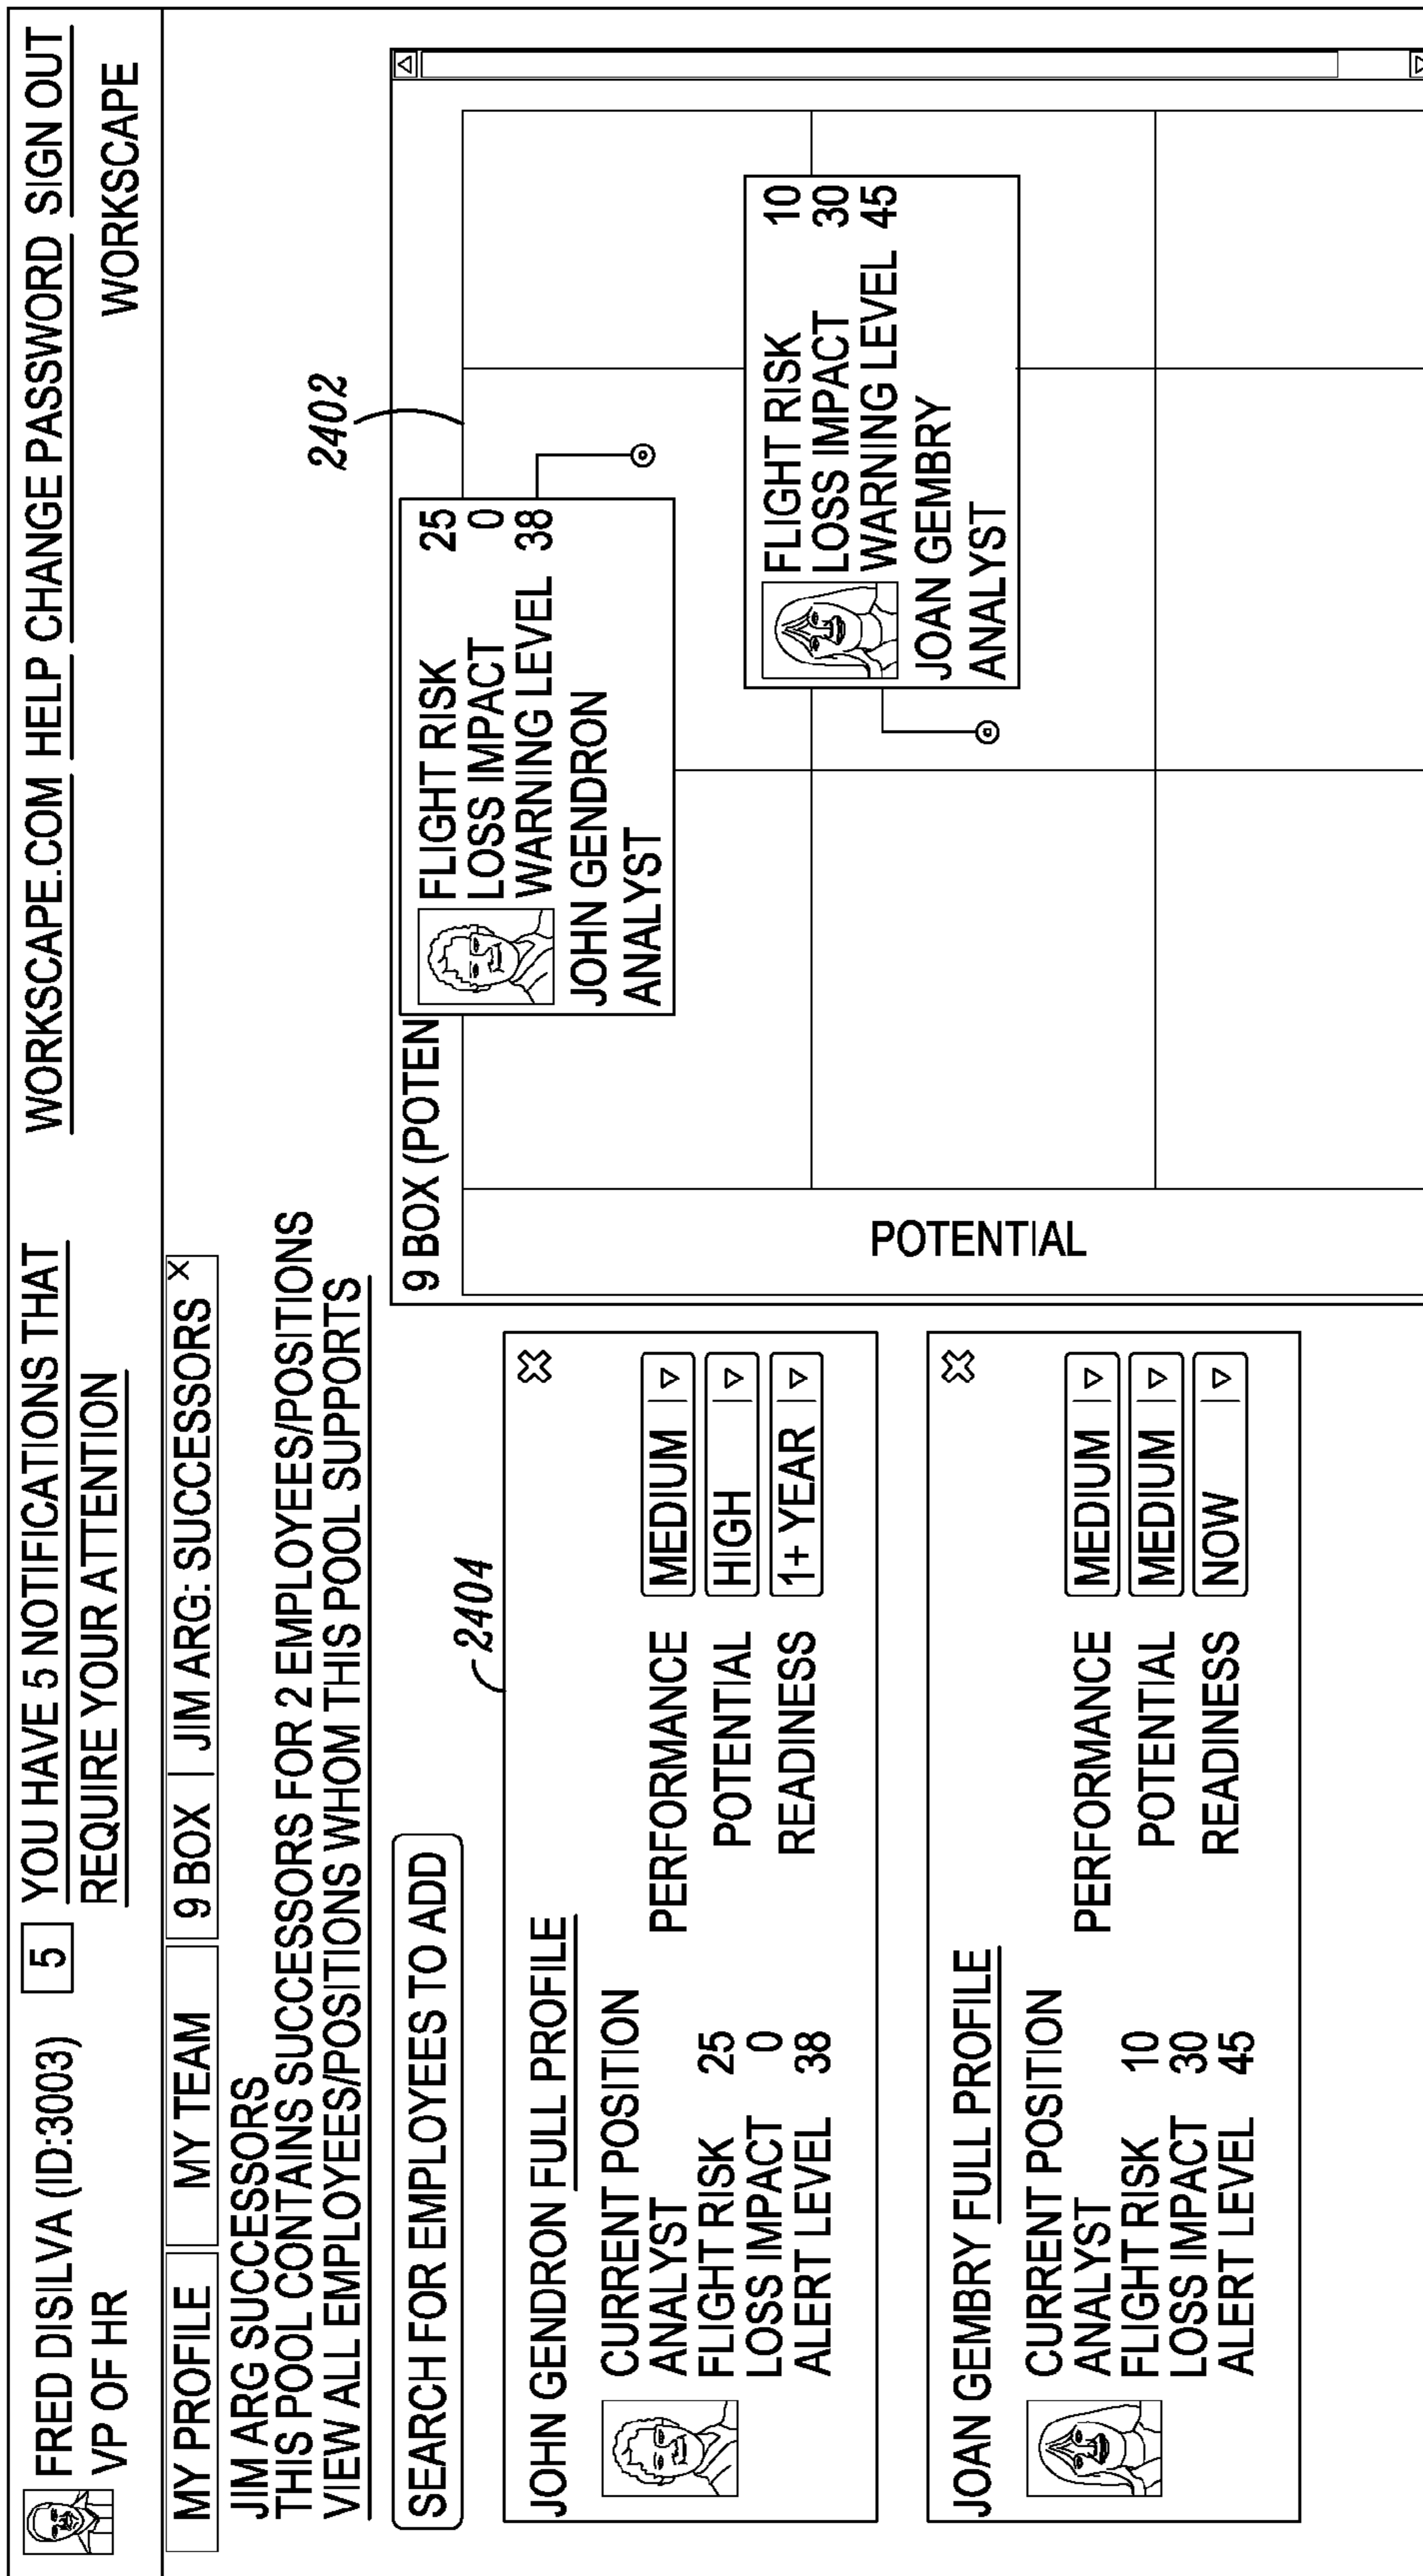 FRED DISILVA (ID:3003)
VP OF HR
5
YOU HAVE 5 NOTIFICATIONS THAT
REQUIRE YOUR ATTENTION
WORKSCAPE.COM HELP CHANGE PASSWORD SIGN OUT
WORKSCAPE
MY PROFILE
MY TEAM
9 BOX | JIM ARG: SUCCESSORS X
JIM ARG SUCCESSORS
THIS POOL CONTAINS SUCCESSORS FOR 2 EMPLOYEES/POSITIONS
VIEW ALL EMPLOYEES/POSITIONS WHOM THIS POOL SUPPORTS
SEARCH FOR EMPLOYEES TO ADD
2404
JOHN GENDRON FULL PROFILE
CURRENT POSITION
ANALYST
FLIGHT RISK 25
LOSS IMPACT 0
ALERT LEVEL 38
PERFORMANCE MEDIUM
POTENTIAL HIGH
READINESS 1+ YEAR
JOAN GEMBRY FULL PROFILE
CURRENT POSITION
ANALYST
FLIGHT RISK 10
LOSS IMPACT 30
ALERT LEVEL 45
PERFORMANCE MEDIUM
POTENTIAL MEDIUM
READINESS NOW
2402
9 BOX (POTEN
POTENTIAL
FLIGHT RISK 25
LOSS IMPACT 0
WARNING LEVEL 38
JOHN GENDRON
ANALYST
FLIGHT RISK 10
LOSS IMPACT 30
WARNING LEVEL 45
JOAN GEMBRY
ANALYST